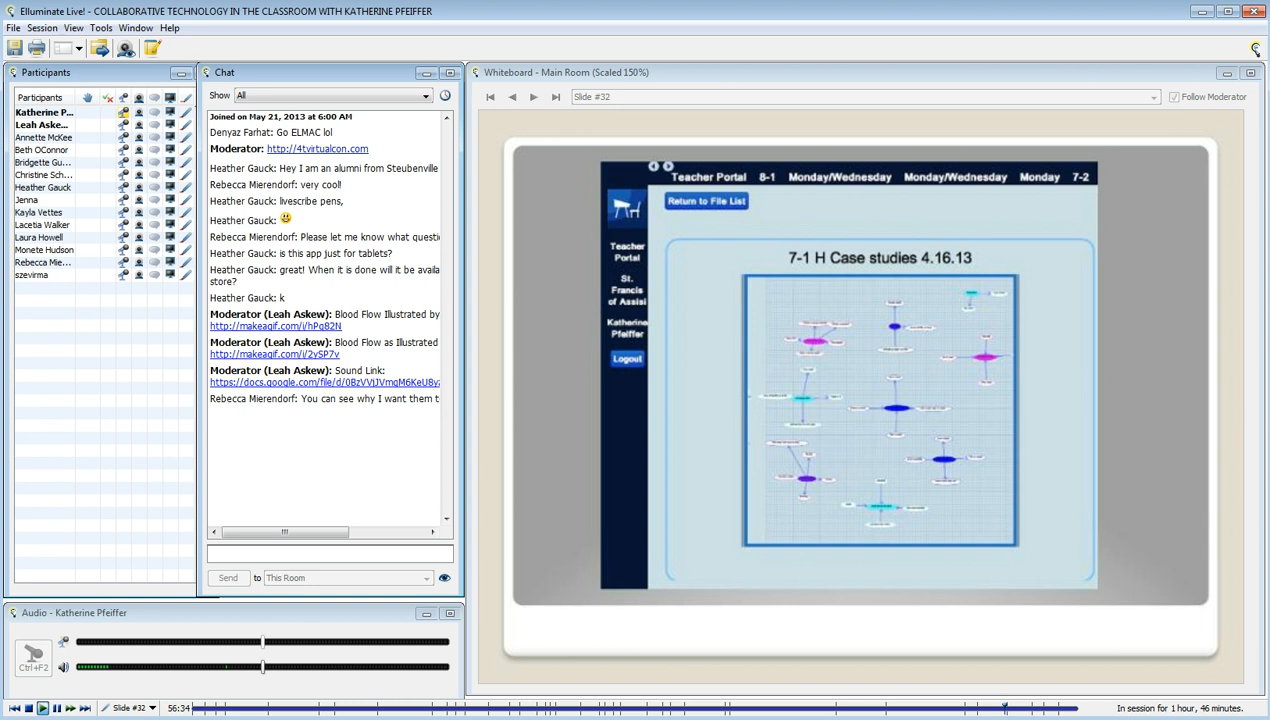 Elluminate Live! - COLLABORATIVE TECHNOLOGY IN THE CLASSROOM WITH KATHERINE PFEIFFER
File Session View Tools Window Help
Participants
Participants
Katherine P...
Leah Aske...
Annette McKee
Beth OConnor
Bridgette Gu...
Christine Sch...
Heather Gauck
Jenna
Kayla Vettes
Lacetia Walker
Laura Howell
Monete Hudson
Rebecca Mie...
szevirma
Chat
Show All
Joined on May 21, 2013 at 6:00 AM
Denyaz Farhat: Go ELMAC lol
Moderator: http://4tvirtualcon.com
Heather Gauck: Hey I am an alumni from Steubenville
Rebecca Mierendorf: very cool!
Heather Gauck: livescribe pens,
Heather Gauck:
Rebecca Mierendorf: Please let me know what questi
Heather Gauck: is this app just for tablets?
Heather Gauck: great! When it is done will it be availa
store?
Heather Gauck: k
Moderator (Leah Askew): Blood Flow Illustrated by
http://makeagif.com/i/hPq82N
Moderator (Leah Askew): Blood Flow as Illustrated
http://makeagif.com/i/2vSP7v
Moderator (Leah Askew): Sound Link:
Rebecca Mierendorf: You can see why I want them t
Send to This Room
Audio - Katherine Pfeiffer
Ctrl+F2
Whiteboard - Main Room (Scaled 150%)
Slide #32
Follow Moderator
Teacher Portal 8-1 Monday/Wednesday Monday/Wednesday Monday 7-2
Return to File List
Teacher
Portal
St.
Francis
of Assisi
Katherine
Pfeiffer
Logout
7-1 H Case studies 4.16.13
Slide #32 56:34
In session for 1 hour, 46 minutes.